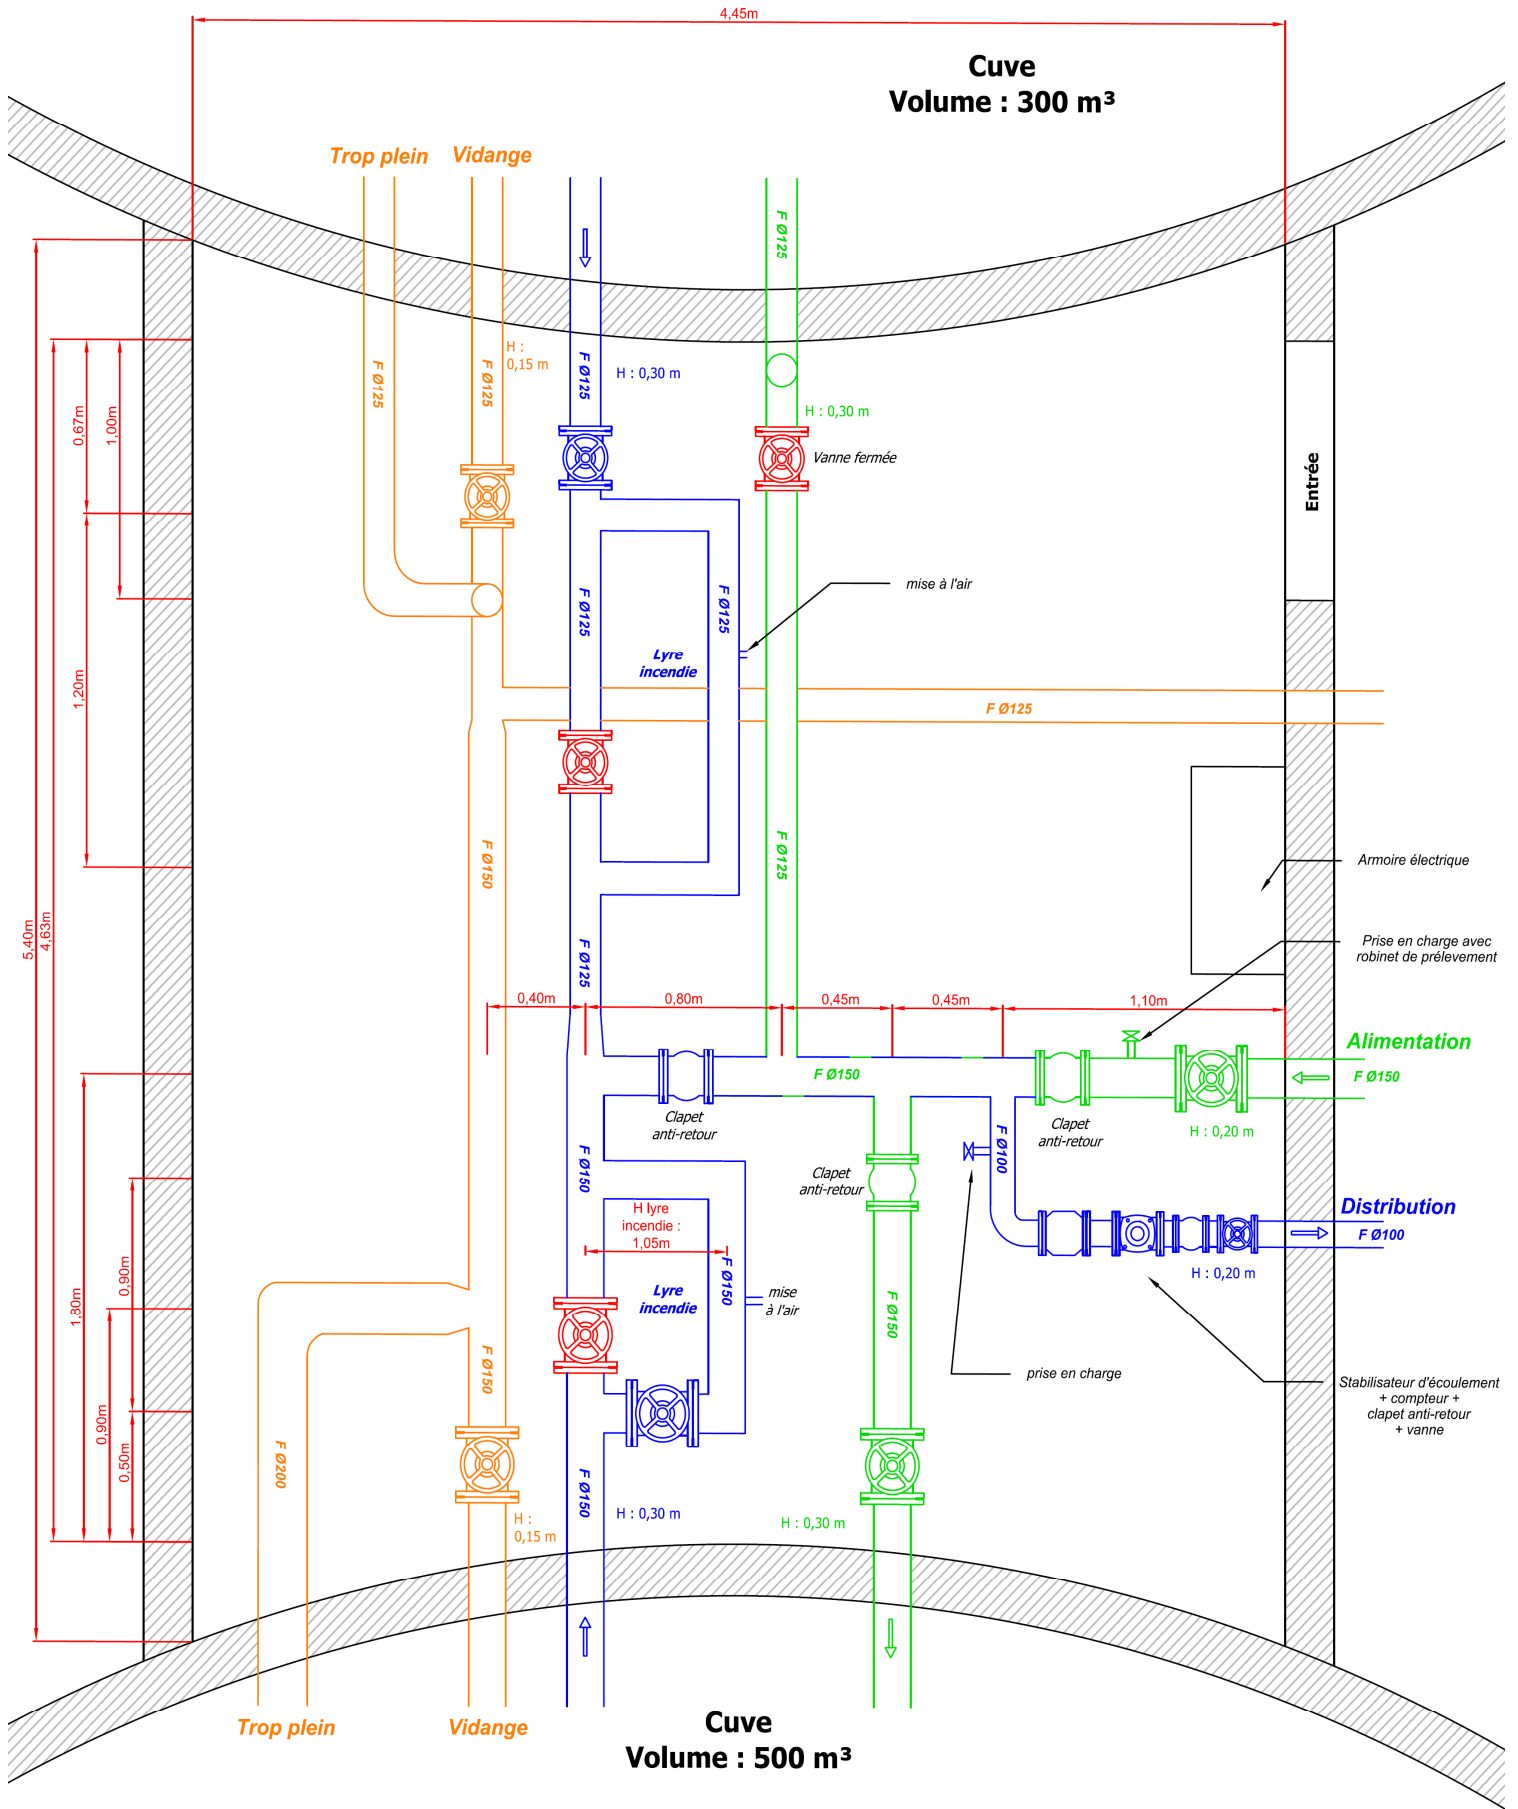 4,45m
Cuve
Volume : 300 m³
Trop plein
Vidange
F Ø125
H :
0,15 m
F Ø125
F Ø125
F Ø125
H : 0,30 m
H : 0,30 m
0,67m
1,00m
Vanne fermée
Entrée
mise à l'air
F Ø125
F Ø125
Lyre
incendie
1,20m
F Ø125
F Ø150
F Ø125
Armoire électrique
5,40m
4,63m
F Ø125
Prise en charge avec
robinet de prélevement
0,40m
0,80m
0,45m
0,45m
1,10m
Alimentation
F Ø150
F Ø150
Clapet
anti-retour
Clapet
anti-retour
H : 0,20 m
F Ø150
F Ø100
Clapet
anti-retour
H lyre
incendie :
1,05m
Distribution
F Ø100
H : 0,20 m
0,90m
1,80m
F Ø150
Lyre
incendie
mise
à l'air
F Ø150
F Ø150
prise en charge
Stabilisateur d'écoulement
+ compteur +
clapet anti-retour
+ vanne
0,90m
0,50m
F Ø200
F Ø150
H :
0,15 m
H : 0,30 m
H : 0,30 m
Trop plein
Vidange
Cuve
Volume : 500 m³